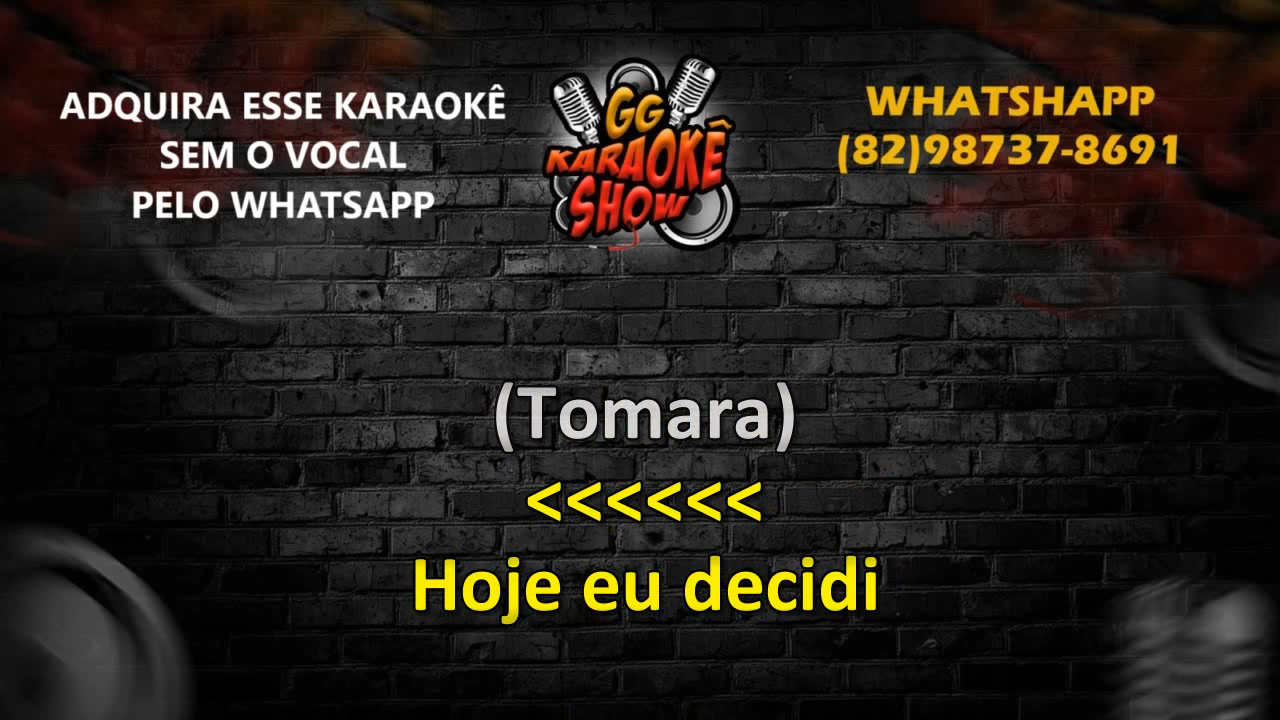 ADQUIRA ESSE KARAOKÊ
SEM O VOCAL
PELO WHATSAPP
GG
KARAOKÊ
SHOW
WHATSHAPP
(82)98737-8691
(Tomara)
<<<<<<
Hoje eu decidi